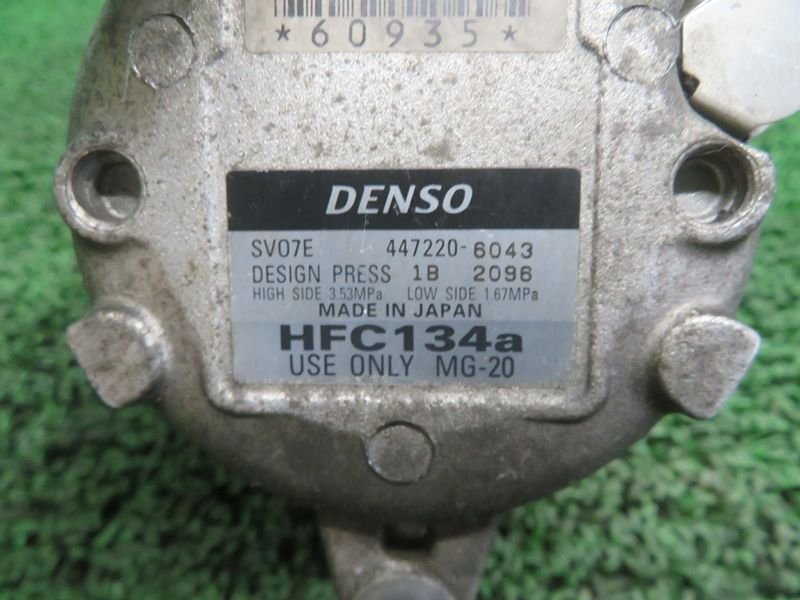 *60935*
DENSO
SV07E 447220-6043
DESIGN PRESS 1B 2096
HIGH SIDE 3.53MPa LOW SIDE 1.67MPa
MADE IN JAPAN
HFC134a
USE ONLY MG-20